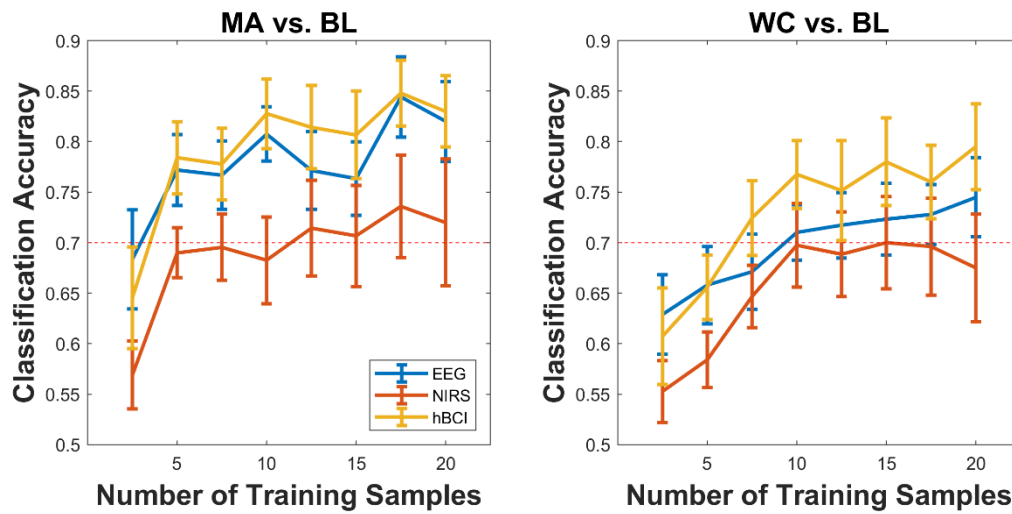 MA vs. BL
Classification Accuracy
0.9
0.85
0.8
0.75
0.7
0.65
0.6
0.55
0.5
5
10
15
20
Number of Training Samples
EEG
NIRS
hBCI
WC vs. BL
Classification Accuracy
0.9
0.85
0.8
0.75
0.7
0.65
0.6
0.55
0.5
5
10
15
20
Number of Training Samples